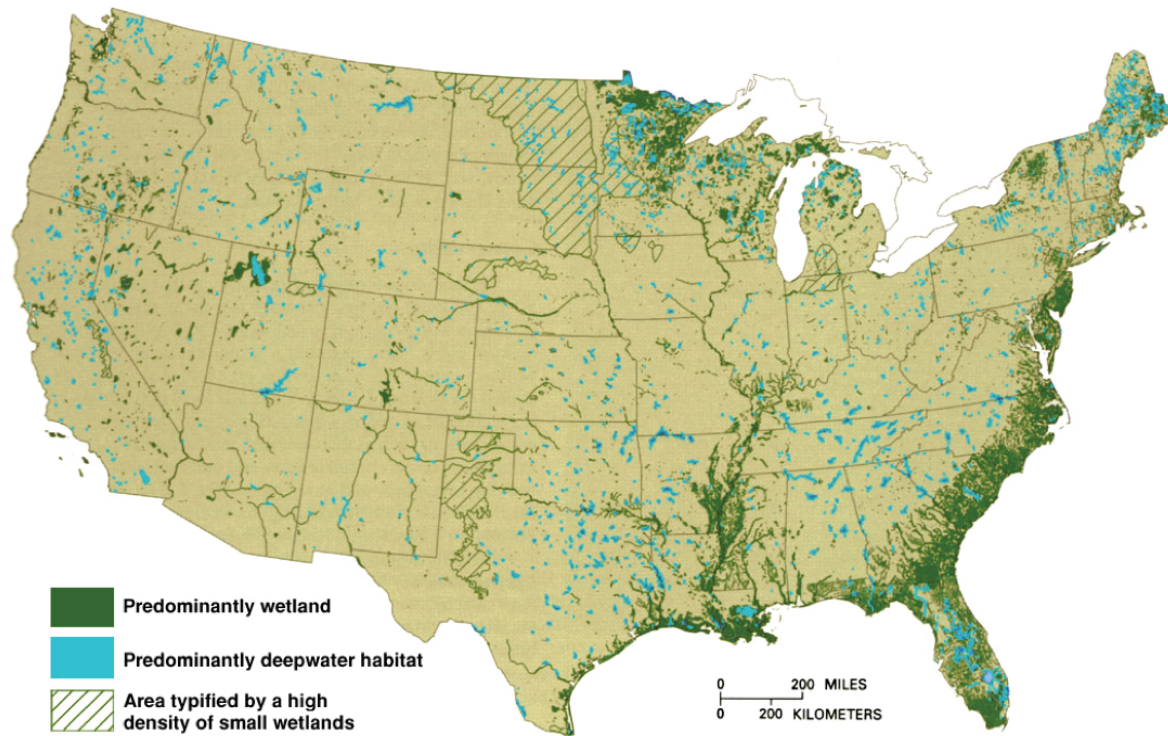 Predominantly wetland
Predominantly deepwater habitat
Area typified by a high
density of small wetlands
0 200 MILES
0 200 KILOMETERS